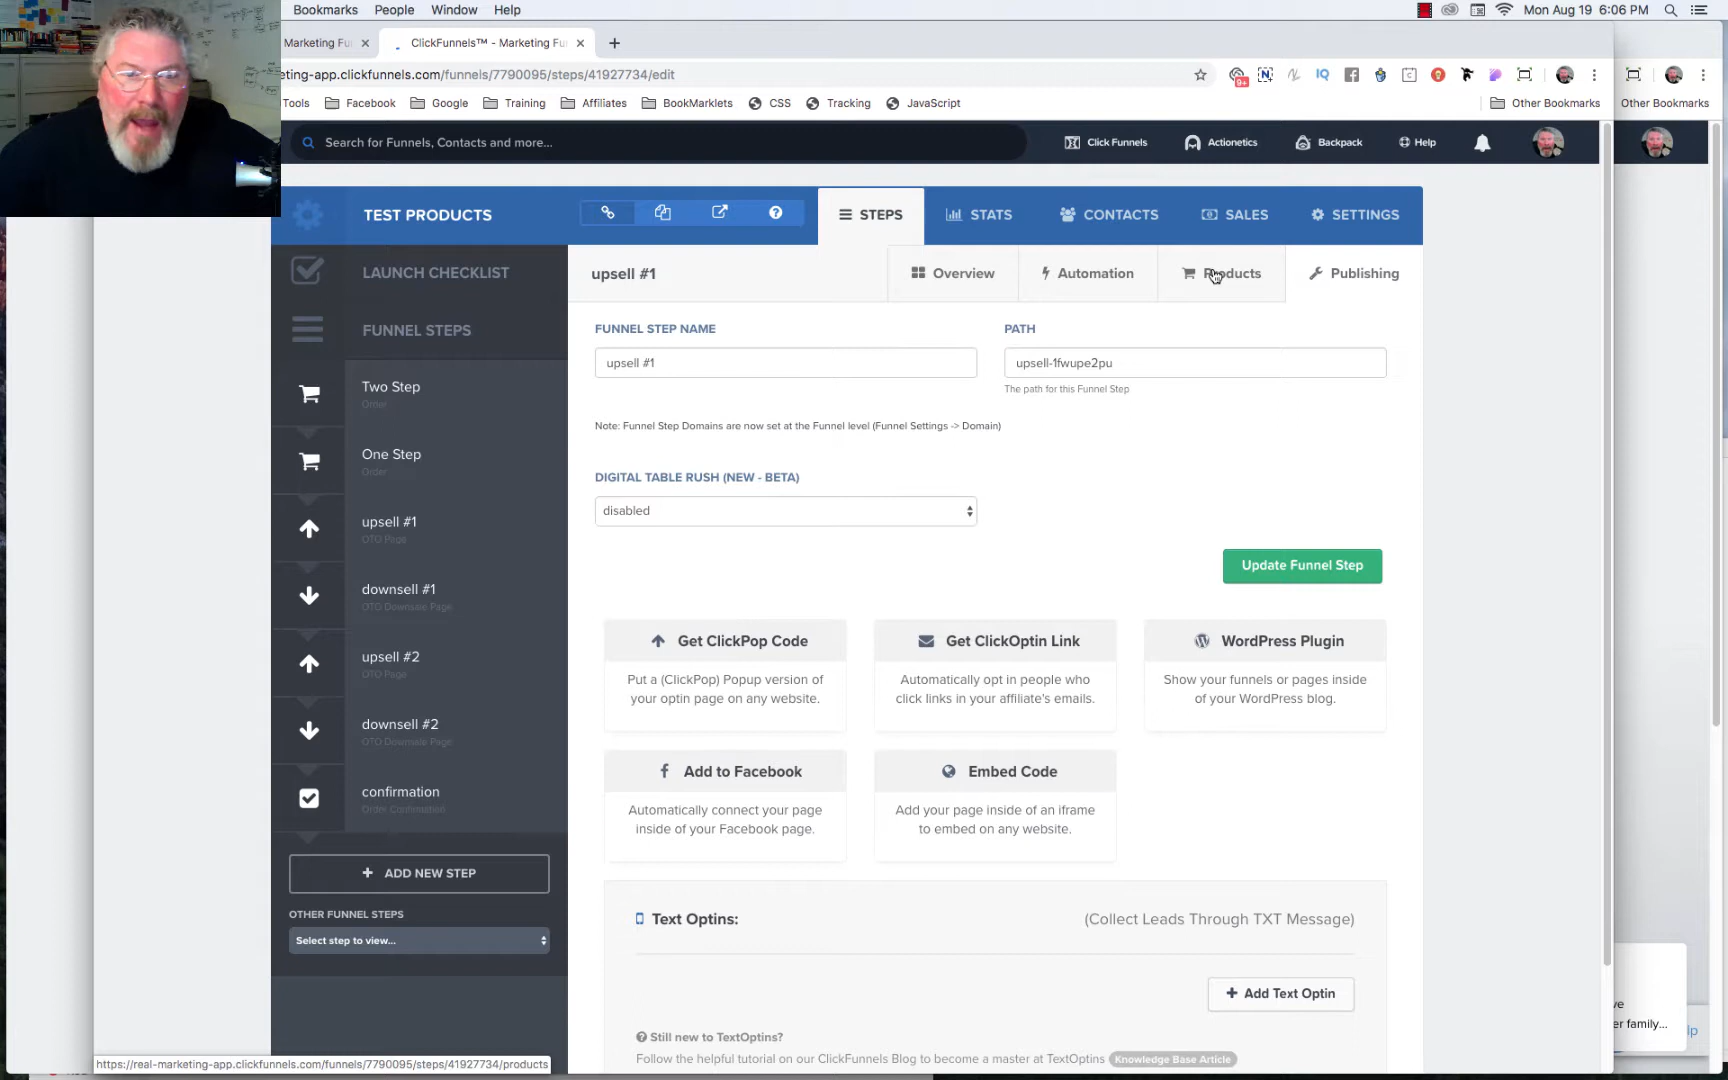 Bookmarks People Window Help Mon Aug 19 6:06 PM
Marketing Fu ClickFunnels™ - Marketing Fu
eting-app.clickfunnels.com/funnels/7790095/steps/41927734/edit
Tools Facebook Google Training Affiliates BookMarklets CSS Tracking JavaScript Other Bookmarks Other Bookmarks
Search for Funnels, Contacts and more... Click Funnels Actionetics Backpack Help
TEST PRODUCTS STEPS STATS CONTACTS SALES SETTINGS
LAUNCH CHECKLIST
upsell #1 Overview Automation Products Publishing
FUNNEL STEPS
Two Step
Order
One Step
Order
upsell #1
OTO Page
downsell #1
OTO Downsale Page
upsell #2
OTO Page
downsell #2
OTO Downsale Page
confirmation
Order Confirmation
ADD NEW STEP
OTHER FUNNEL STEPS
Select step to view...
FUNNEL STEP NAME PATH
upsell #1 upsell-1fwupe2pu
The path for this Funnel Step
Note: Funnel Step Domains are now set at the Funnel level (Funnel Settings -> Domain)
DIGITAL TABLE RUSH (NEW - BETA)
disabled
Update Funnel Step
Get ClickPop Code
Put a (ClickPop) Popup version of
your optin page on any website.
Get ClickOptin Link
Automatically opt in people who
click links in your affiliate's emails.
WordPress Plugin
Show your funnels or pages inside
of your WordPress blog.
Add to Facebook
Automatically connect your page
inside of your Facebook page.
Embed Code
Add your page inside of an iframe
to embed on any website.
Text Optins: (Collect Leads Through TXT Message)
Add Text Optin
Still new to TextOptins?
Follow the helpful tutorial on our ClickFunnels Blog to become a master at TextOptins Knowledge Base Article
ve
er family...
lp
https://real-marketing-app.clickfunnels.com/funnels/7790095/steps/41927734/products